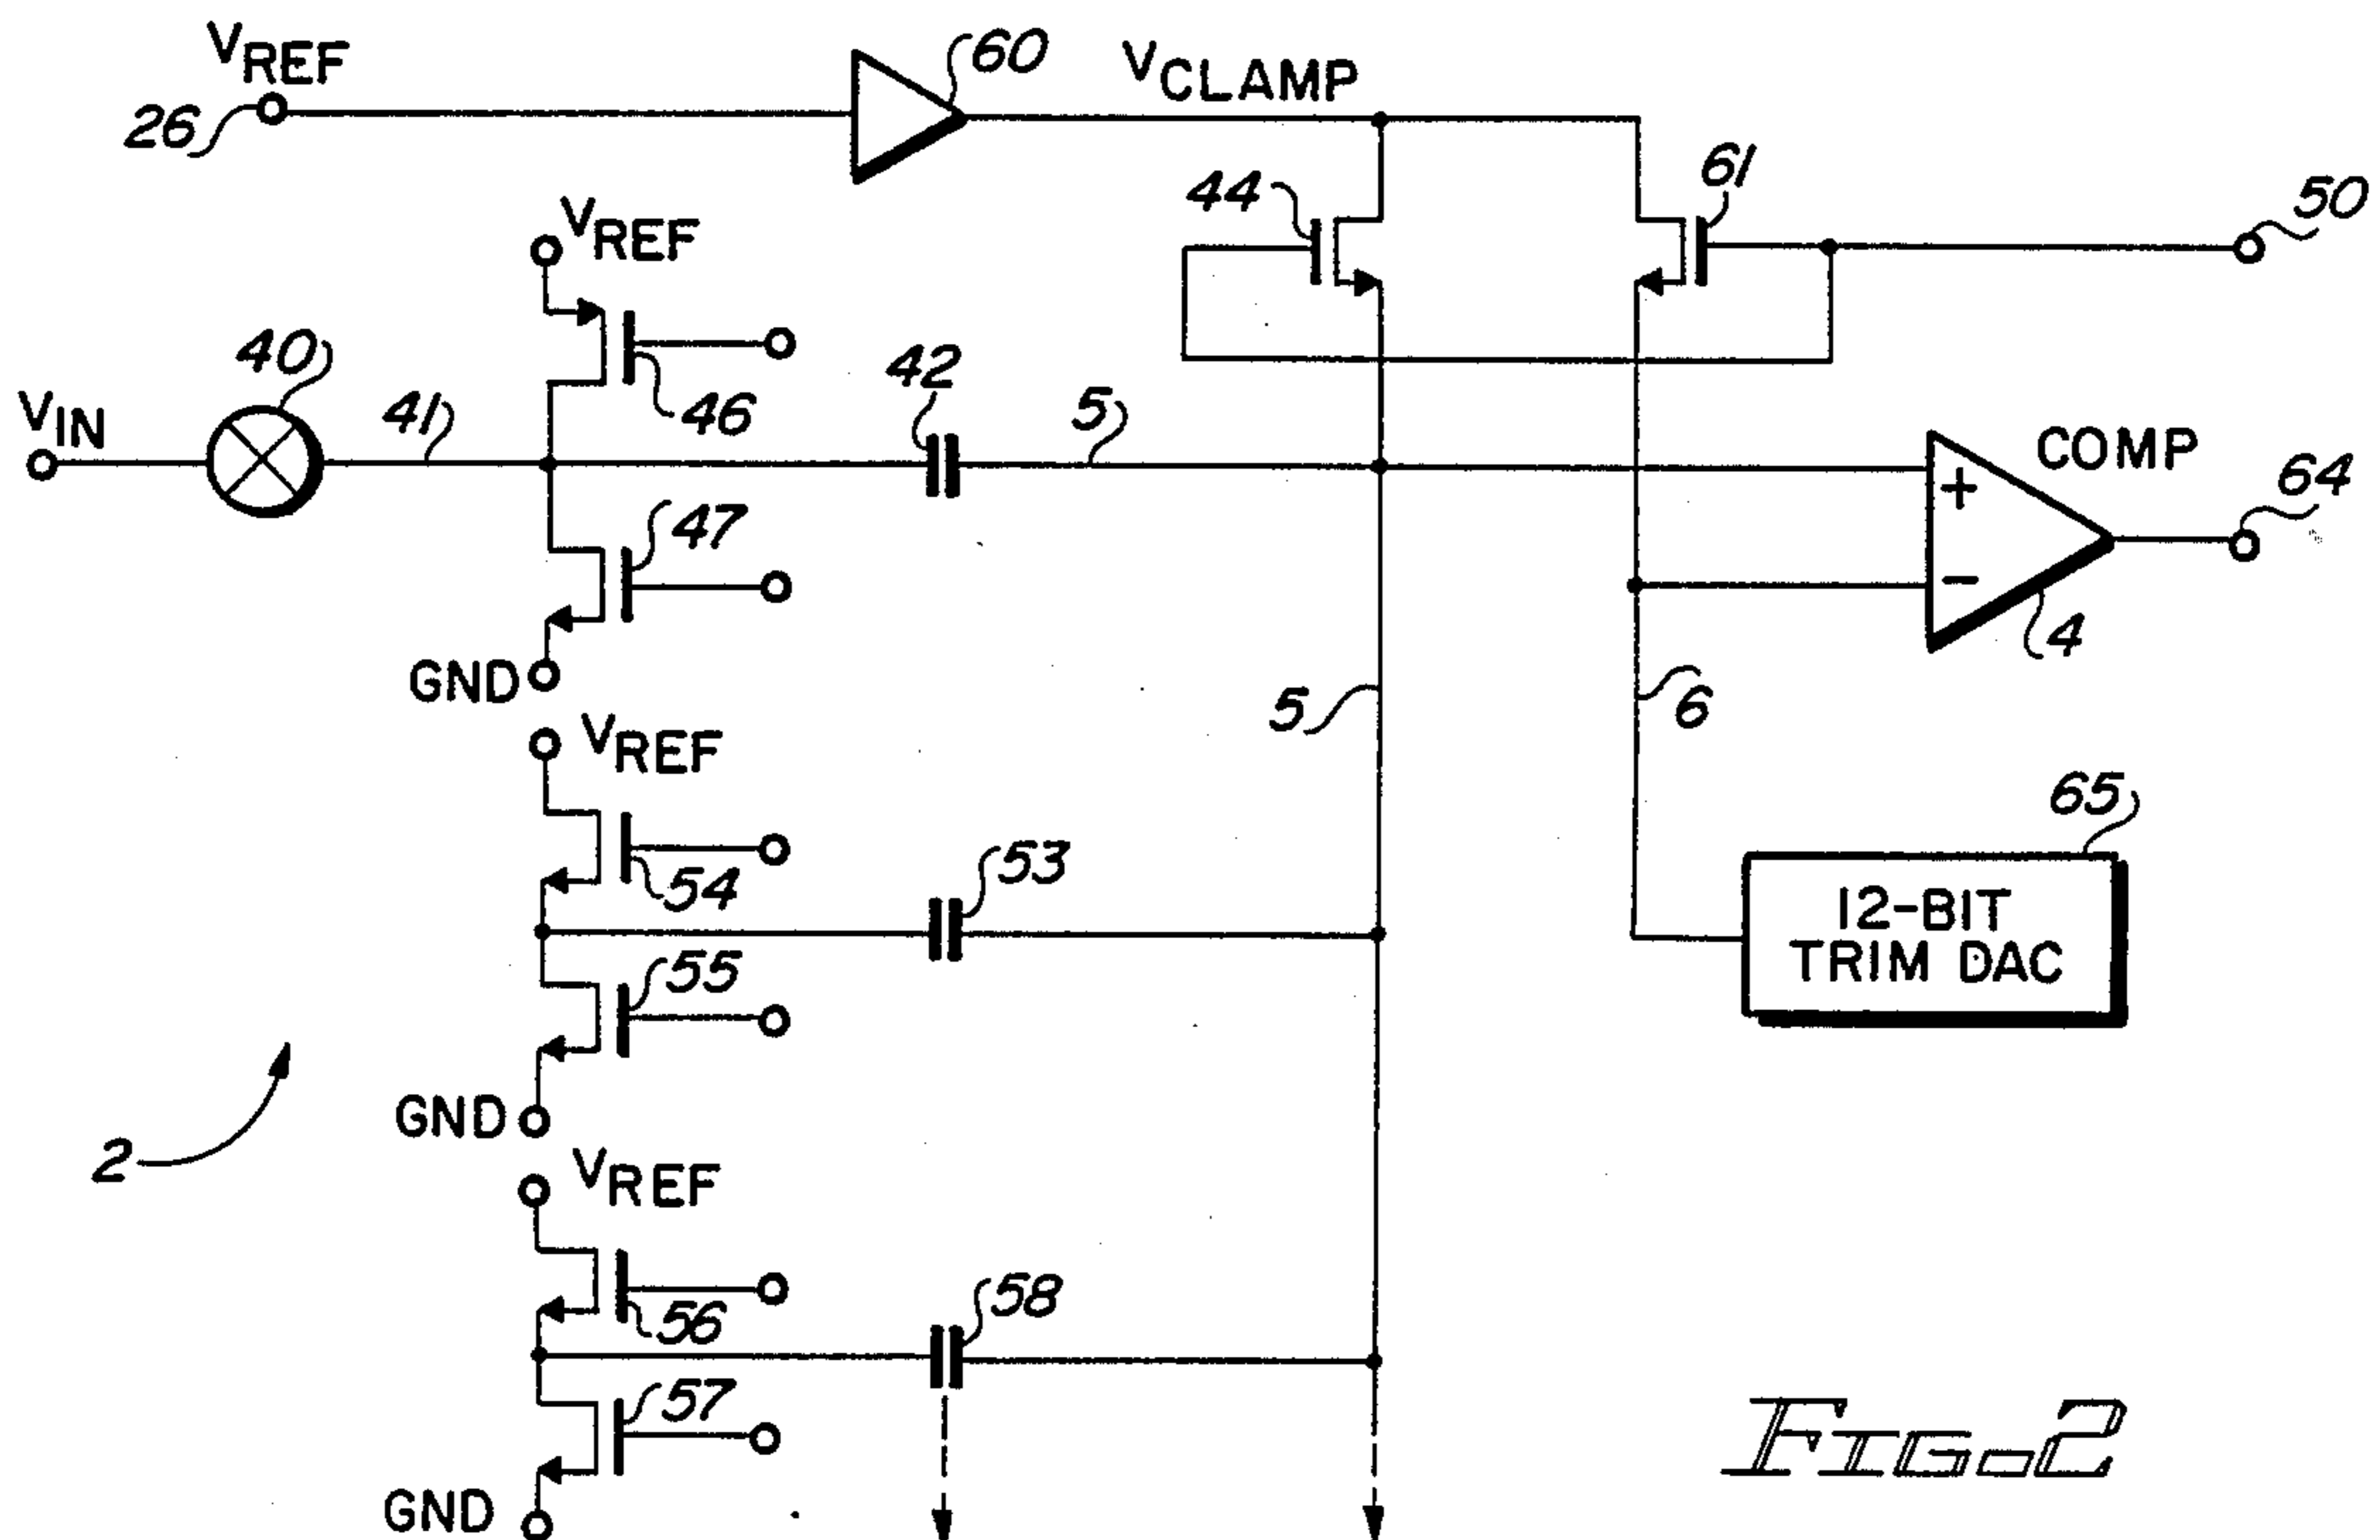 VREF
26
60
VCLAMP
44
61
50
VREF
46
VIN
40
41
42
5
COMP
+
−
64
4
47
GND
5
6
VREF
54
53
55
GND
65
12-BIT
TRIM DAC
2
VREF
56
58
57
GND
FIG-2